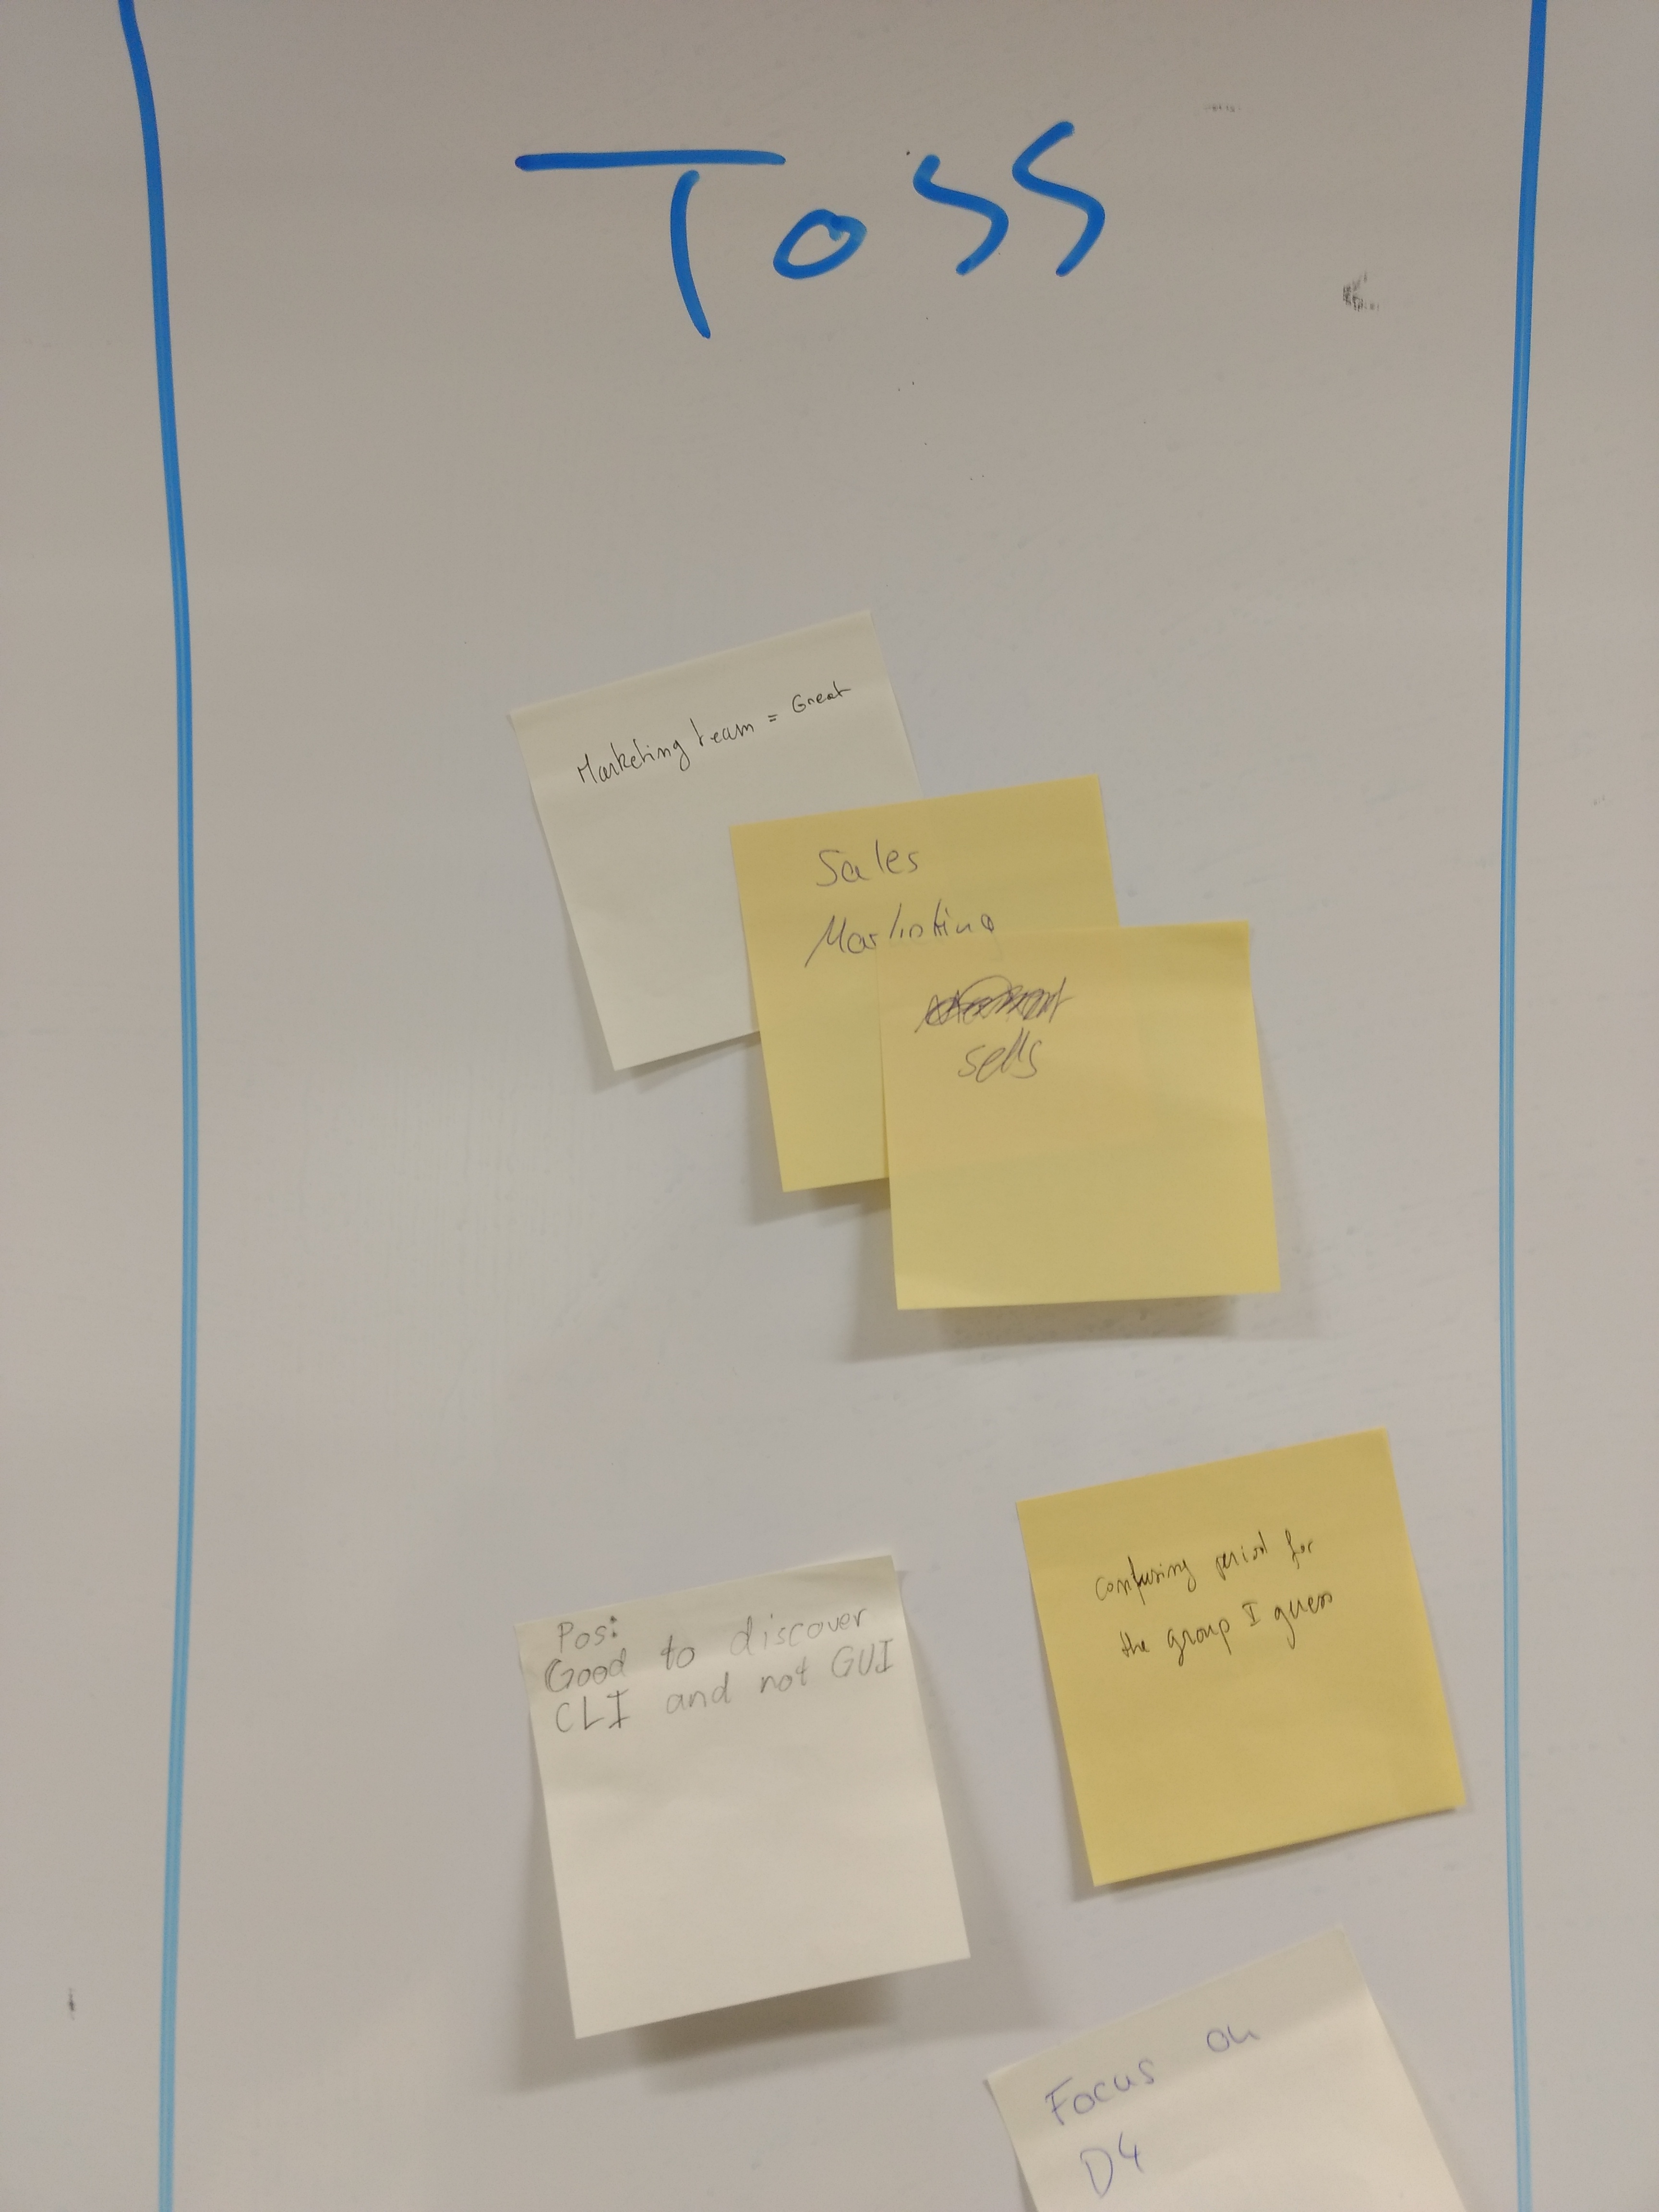 Toss
Marketing team = Great
Sales
Marketing
sells
Pos:
Good to discover
CLI and not GUI
confusing period for
the group I guess
Focus on
D4